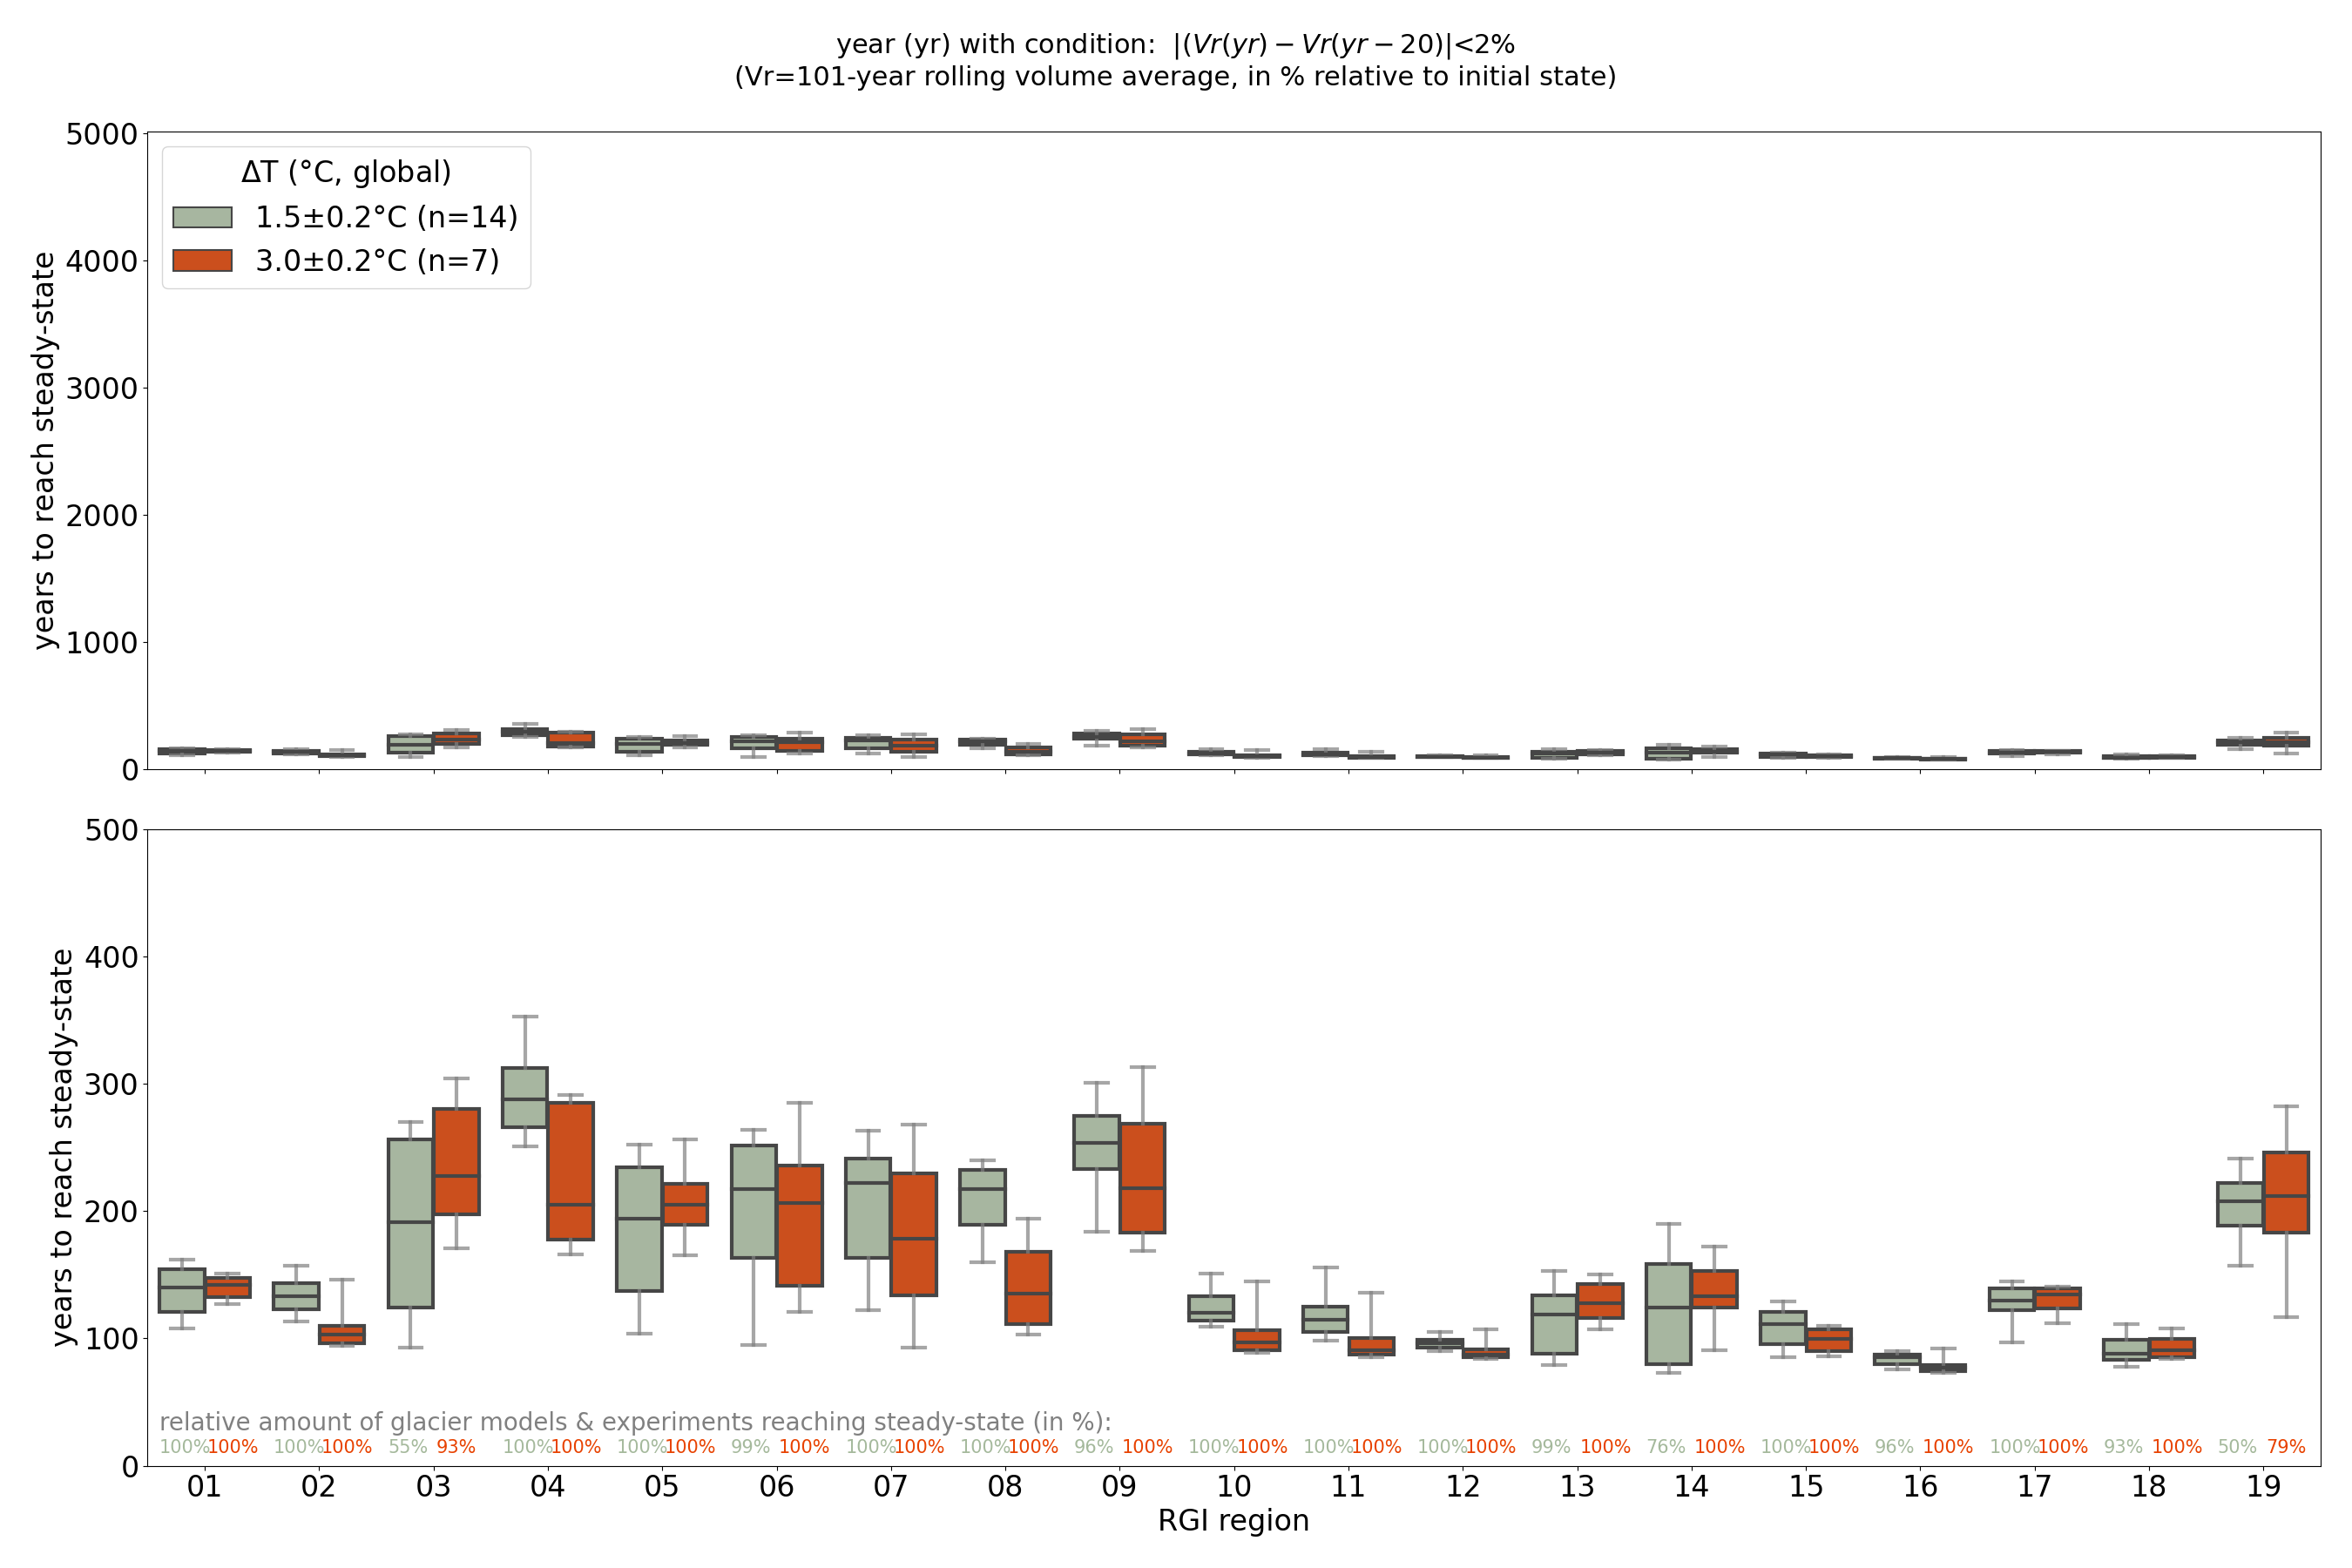 year (yr) with condition: |(Vr(yr) − Vr(yr − 20)|<2%
(Vr=101-year rolling volume average, in % relative to initial state)
years to reach steady-state
5000
4000
3000
2000
1000
0
ΔT (°C, global)
1.5±0.2°C (n=14)
3.0±0.2°C (n=7)
years to reach steady-state
500
400
300
200
100
0
relative amount of glacier models & experiments reaching steady-state (in %):
100% 100% 100% 100% 55% 93% 100% 100% 100% 100% 99% 100% 100% 100% 100% 100% 96% 100% 100% 100% 100% 100% 100% 100% 99% 100% 76% 100% 100% 100% 96% 100% 100% 100% 93% 100% 50% 79%
01 02 03 04 05 06 07 08 09 10 11 12 13 14 15 16 17 18 19
RGI region